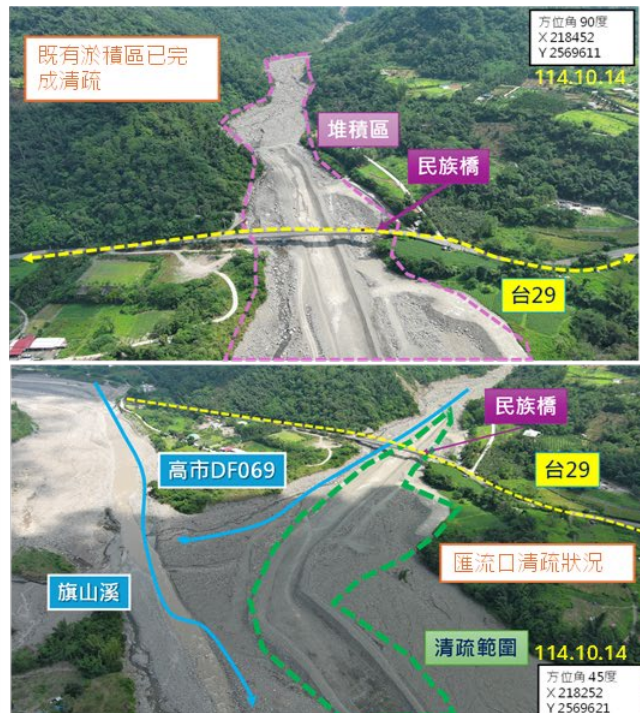 方位角 90度
X 218452
Y 2569611
114.10.14
既有淤積區已完
成清疏
堆積區
民族橋
台29
民族橋
高市DF069
台29
匯流口清疏狀況
旗山溪
清疏範圍
114.10.14
方位角 45度
X 218252
Y 2569621